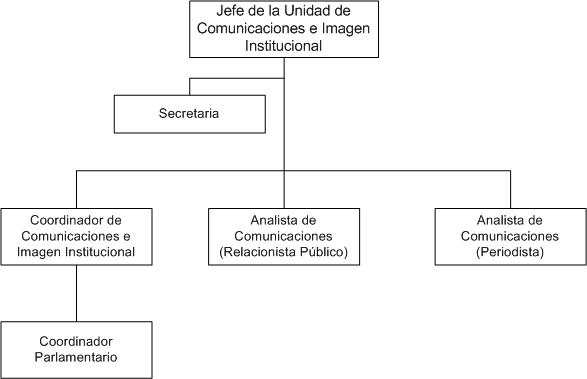 Jefe de la Unidad de
Comunicaciones e Imagen
Institucional
Secretaria
Coordinador de
Comunicaciones e
Imagen Institucional
Analista de
Comunicaciones
(Relacionista Público)
Analista de
Comunicaciones
(Periodista)
Coordinador
Parlamentario